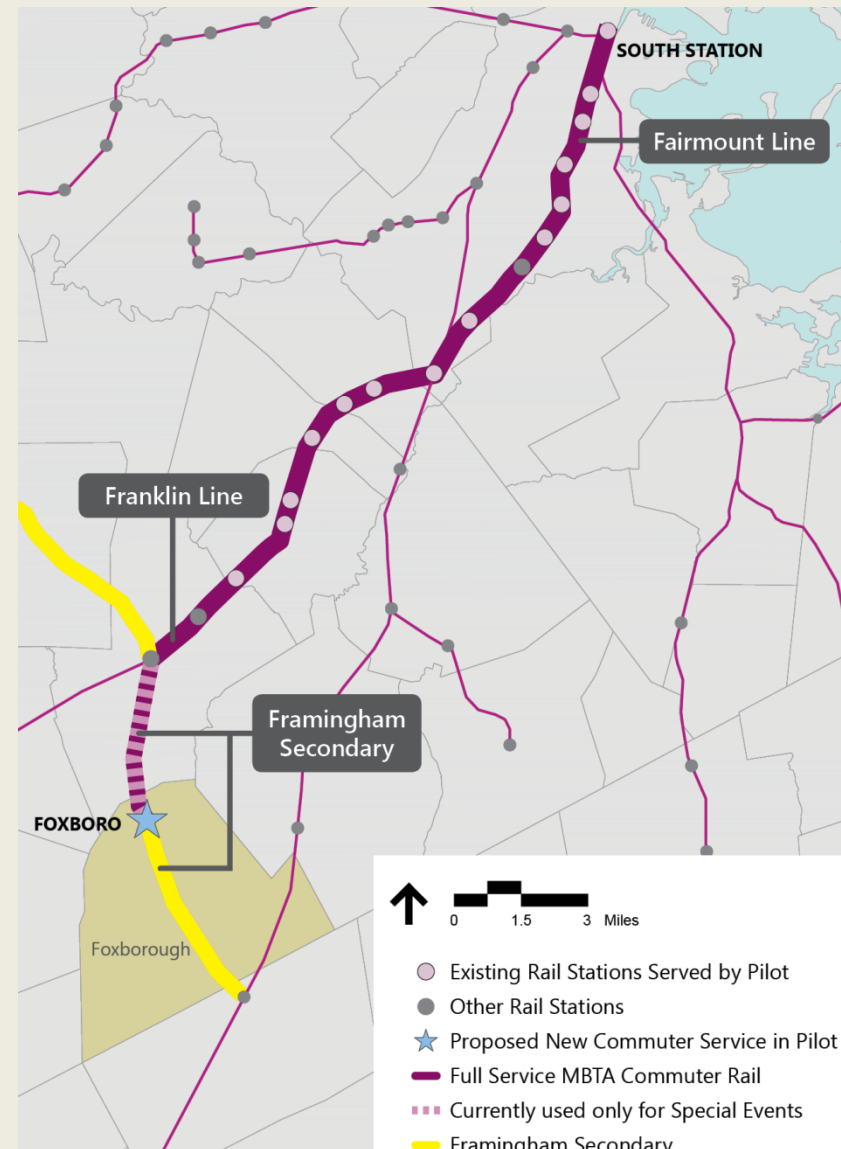 SOUTH STATION
Fairmount Line
Franklin Line
Framingham
Secondary
FOXBORO
Foxborough
0 1.5 3 Miles
Existing Rail Stations Served by Pilot
Other Rail Stations
Proposed New Commuter Service in Pilot
Full Service MBTA Commuter Rail
Currently used only for Special Events
Framingham Secondary